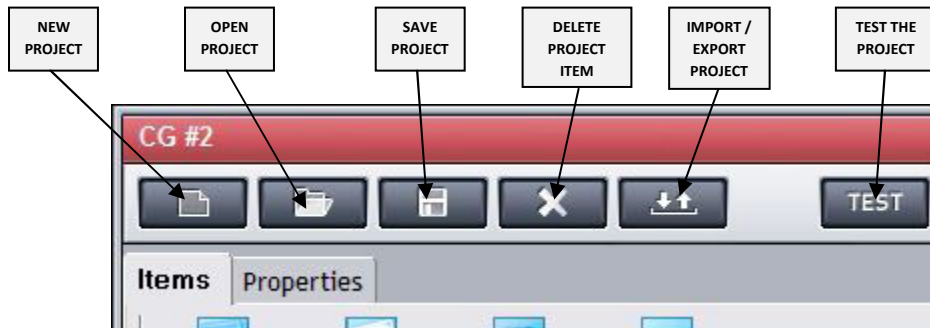 NEW
PROJECT
OPEN
PROJECT
SAVE
PROJECT
DELETE
PROJECT
ITEM
IMPORT /
EXPORT
PROJECT
TEST THE
PROJECT
CG #2
TEST
Items Properties